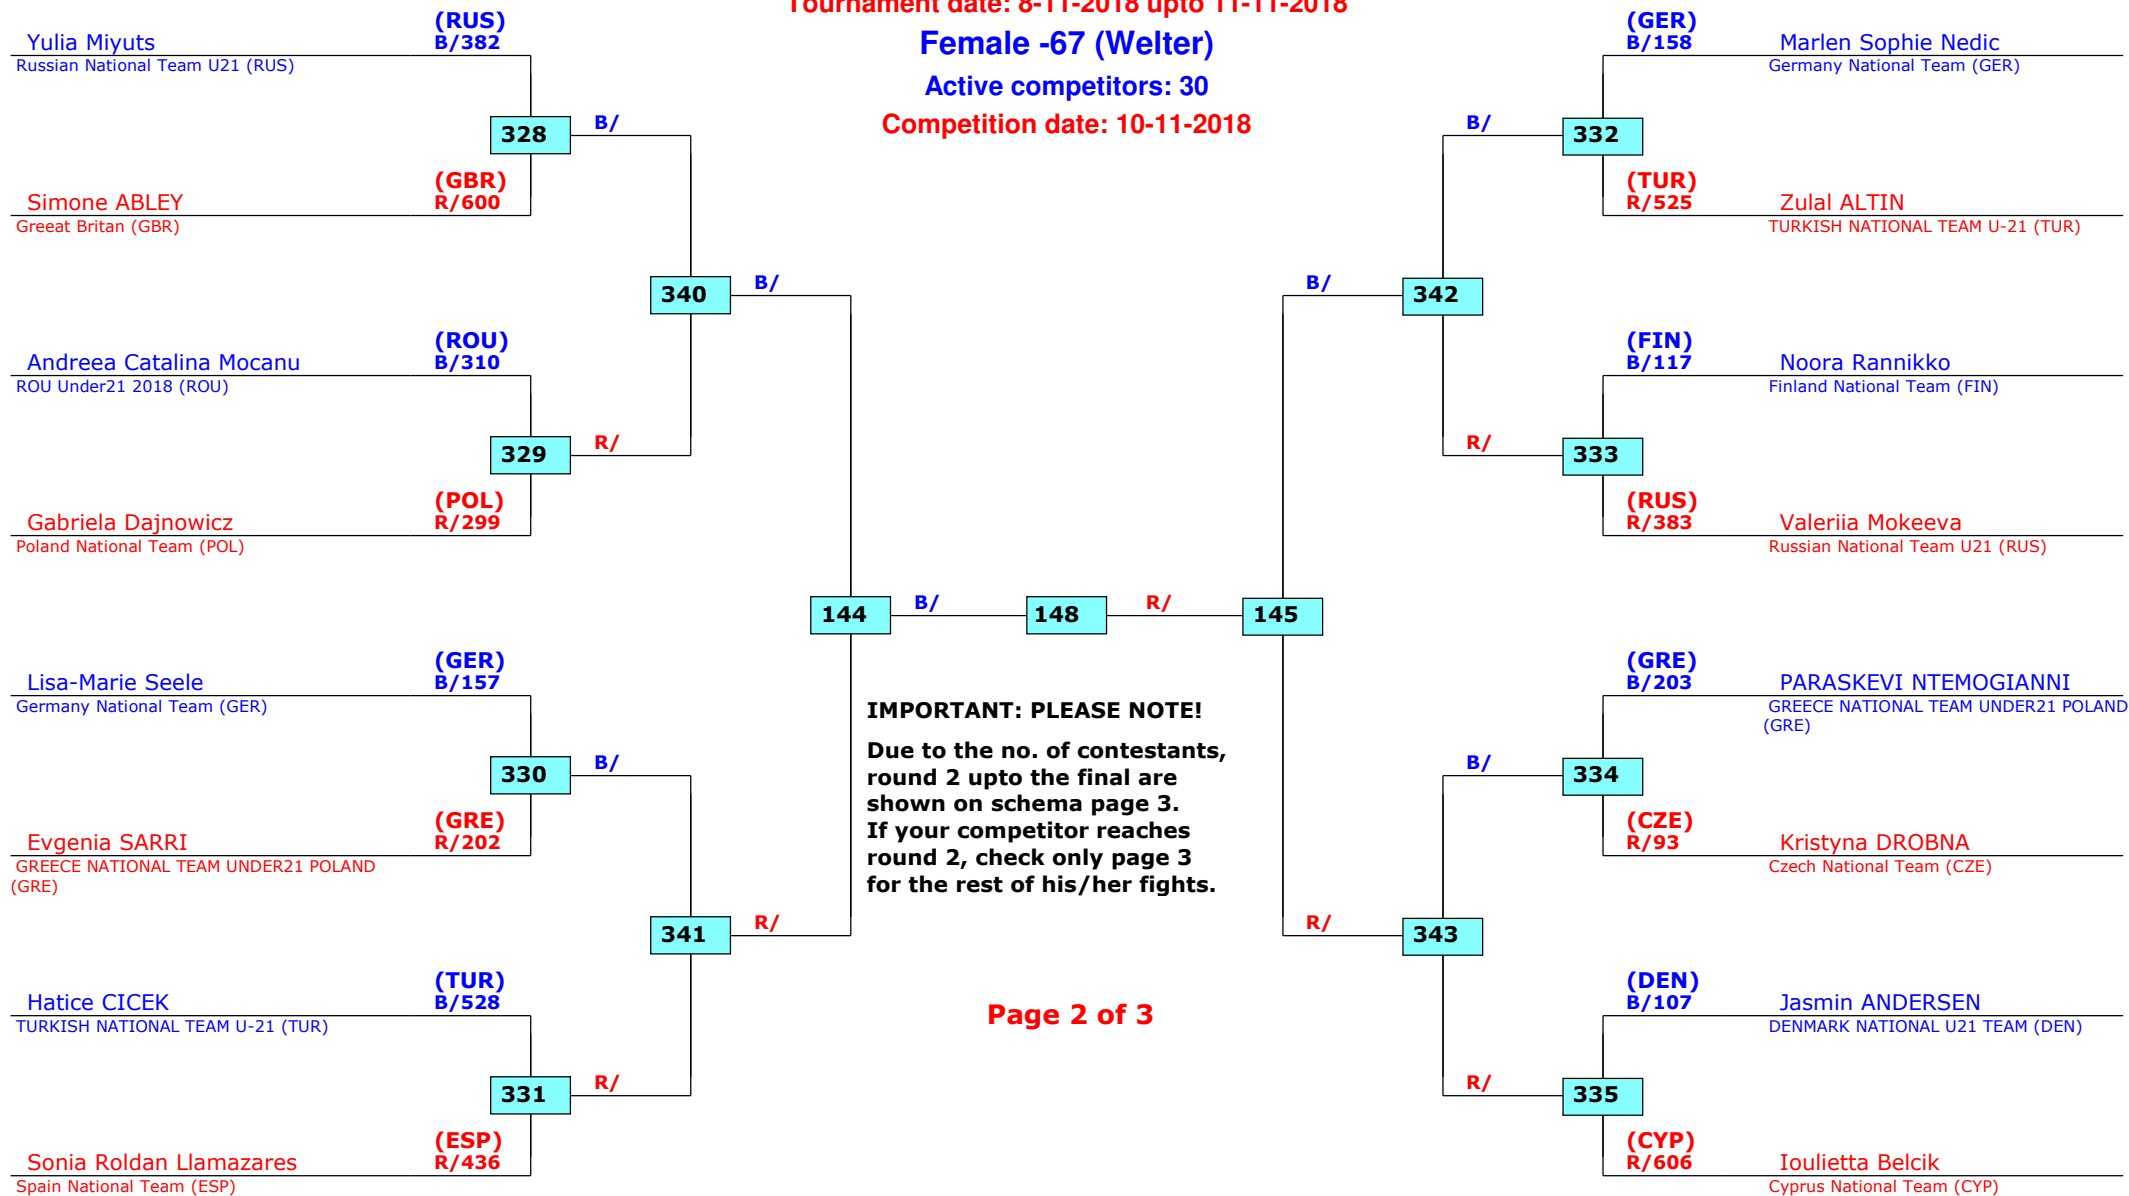 Tournament date: 8-11-2018 upto 11-11-2018
Female -67 (Welter)
Active competitors: 30
Competition date: 10-11-2018
(RUS)
Yulia Miyuts B/382
Russian National Team U21 (RUS)
328 B/
(GBR)
Simone ABLEY R/600
Greeat Britan (GBR)
340 B/
(ROU)
Andreea Catalina Mocanu B/310
ROU Under21 2018 (ROU)
329 R/
(POL)
Gabriela Dajnowicz R/299
Poland National Team (POL)
144 B/ 148 R/ 145
(GER)
Lisa-Marie Seele B/157
Germany National Team (GER)
330 B/
(GRE)
Evgenia SARRI R/202
GREECE NATIONAL TEAM UNDER21 POLAND
(GRE)
341 R/
(TUR)
Hatice CICEK B/528
TURKISH NATIONAL TEAM U-21 (TUR)
331 R/
(ESP)
Sonia Roldan Llamazares R/436
Spain National Team (ESP)
IMPORTANT: PLEASE NOTE!
Due to the no. of contestants,
round 2 upto the final are
shown on schema page 3.
If your competitor reaches
round 2, check only page 3
for the rest of his/her fights.
Page 2 of 3
(GER)
B/158 Marlen Sophie Nedic
Germany National Team (GER)
B/ 332
(TUR)
R/525 Zulal ALTIN
TURKISH NATIONAL TEAM U-21 (TUR)
B/ 342
(FIN)
B/117 Noora Rannikko
Finland National Team (FIN)
R/ 333
(RUS)
R/383 Valeriia Mokeeva
Russian National Team U21 (RUS)
(GRE)
B/203 PARASKEVI NTEMOGIANNI
GREECE NATIONAL TEAM UNDER21 POLAND
(GRE)
B/ 334
(CZE)
R/93 Kristyna DROBNA
Czech National Team (CZE)
R/ 343
(DEN)
B/107 Jasmin ANDERSEN
DENMARK NATIONAL U21 TEAM (DEN)
R/ 335
(CYP)
R/606 Ioulietta Belcik
Cyprus National Team (CYP)